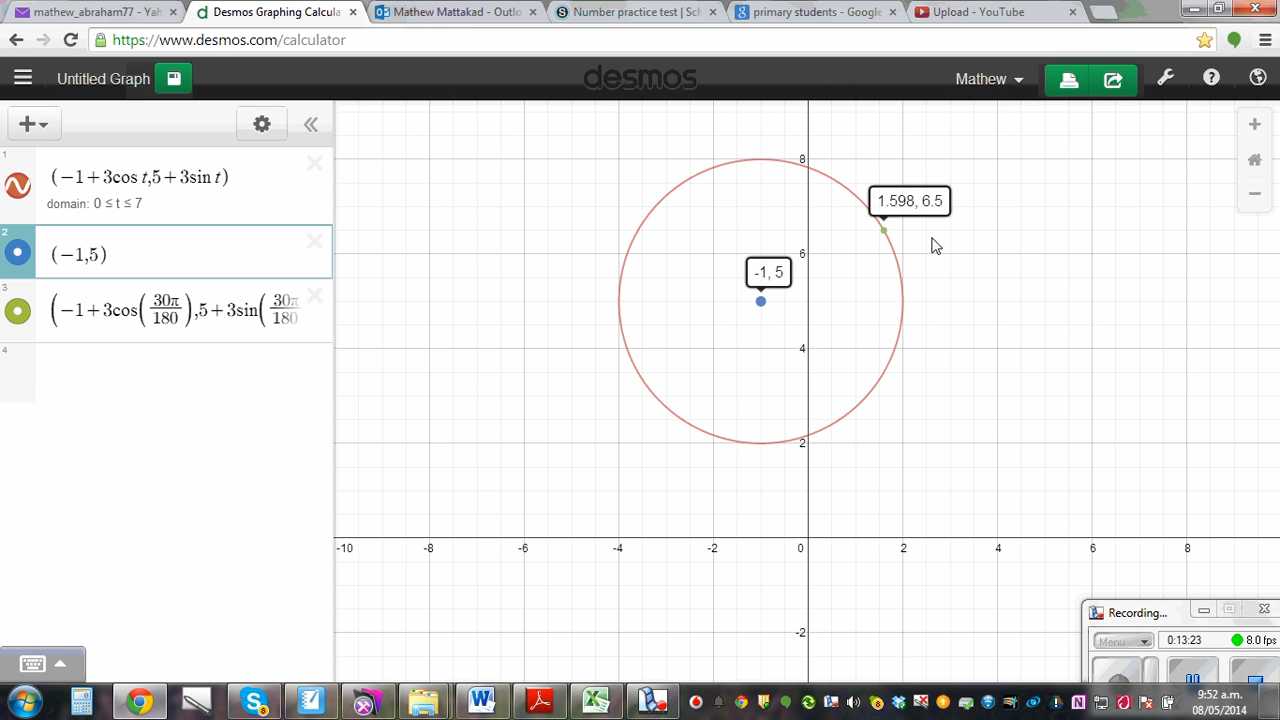 mathew_abraham77 - Yah
Desmos Graphing Calcula
Mathew Mattakad - Outlo
Number practice test | Sch
primary students - Google
Upload - YouTube
https://www.desmos.com/calculator
Untitled Graph
desmos
Mathew
1
(−1+3cos t,5+3sin t)
domain: 0 ≤ t ≤ 7
2
(−1,5)
3
(−1+3cos(30π/180),5+3sin(30π/180
4
8
1.598, 6.5
6
-1, 5
4
2
-10 -8 -6 -4 -2 0 2 4 6 8
-2
Recording...
Menu
0:13:23
8.0 fps
9:52 a.m.
08/05/2014